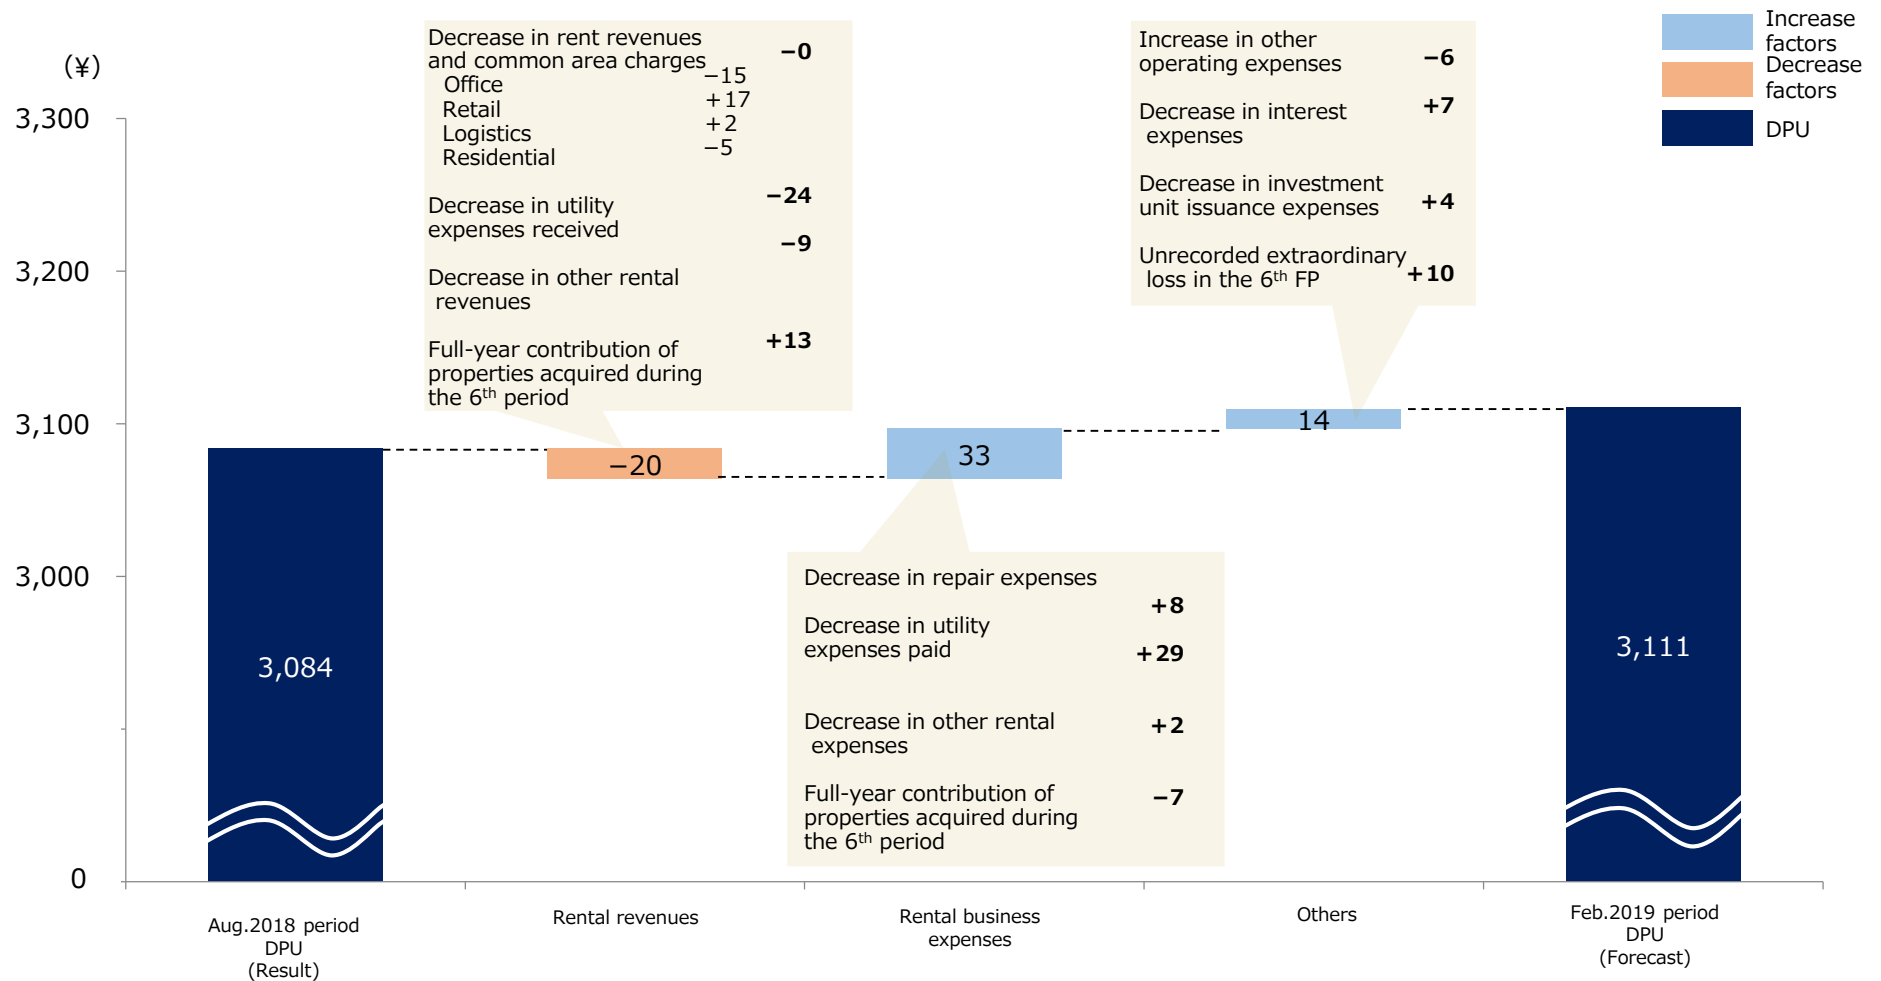 (¥)
3,300
3,200
3,100
3,000
0
Decrease in rent revenues
and common area charges −0
Office −15
Retail +17
Logistics +2
Residential −5
Decrease in utility
expenses received −24
Decrease in other rental
revenues −9
Full-year contribution of
properties acquired during
the 6th period +13
Increase in other
operating expenses −6
Decrease in interest
expenses +7
Decrease in investment
unit issuance expenses +4
Unrecorded extraordinary
loss in the 6th FP +10
Increase
factors
Decrease
factors
DPU
3,084
−20
33
14
3,111
Decrease in repair expenses
+8
Decrease in utility
expenses paid +29
Decrease in other rental
expenses +2
Full-year contribution of
properties acquired during
the 6th period −7
Aug.2018 period
DPU
(Result)
Rental revenues
Rental business
expenses
Others
Feb.2019 period
DPU
(Forecast)